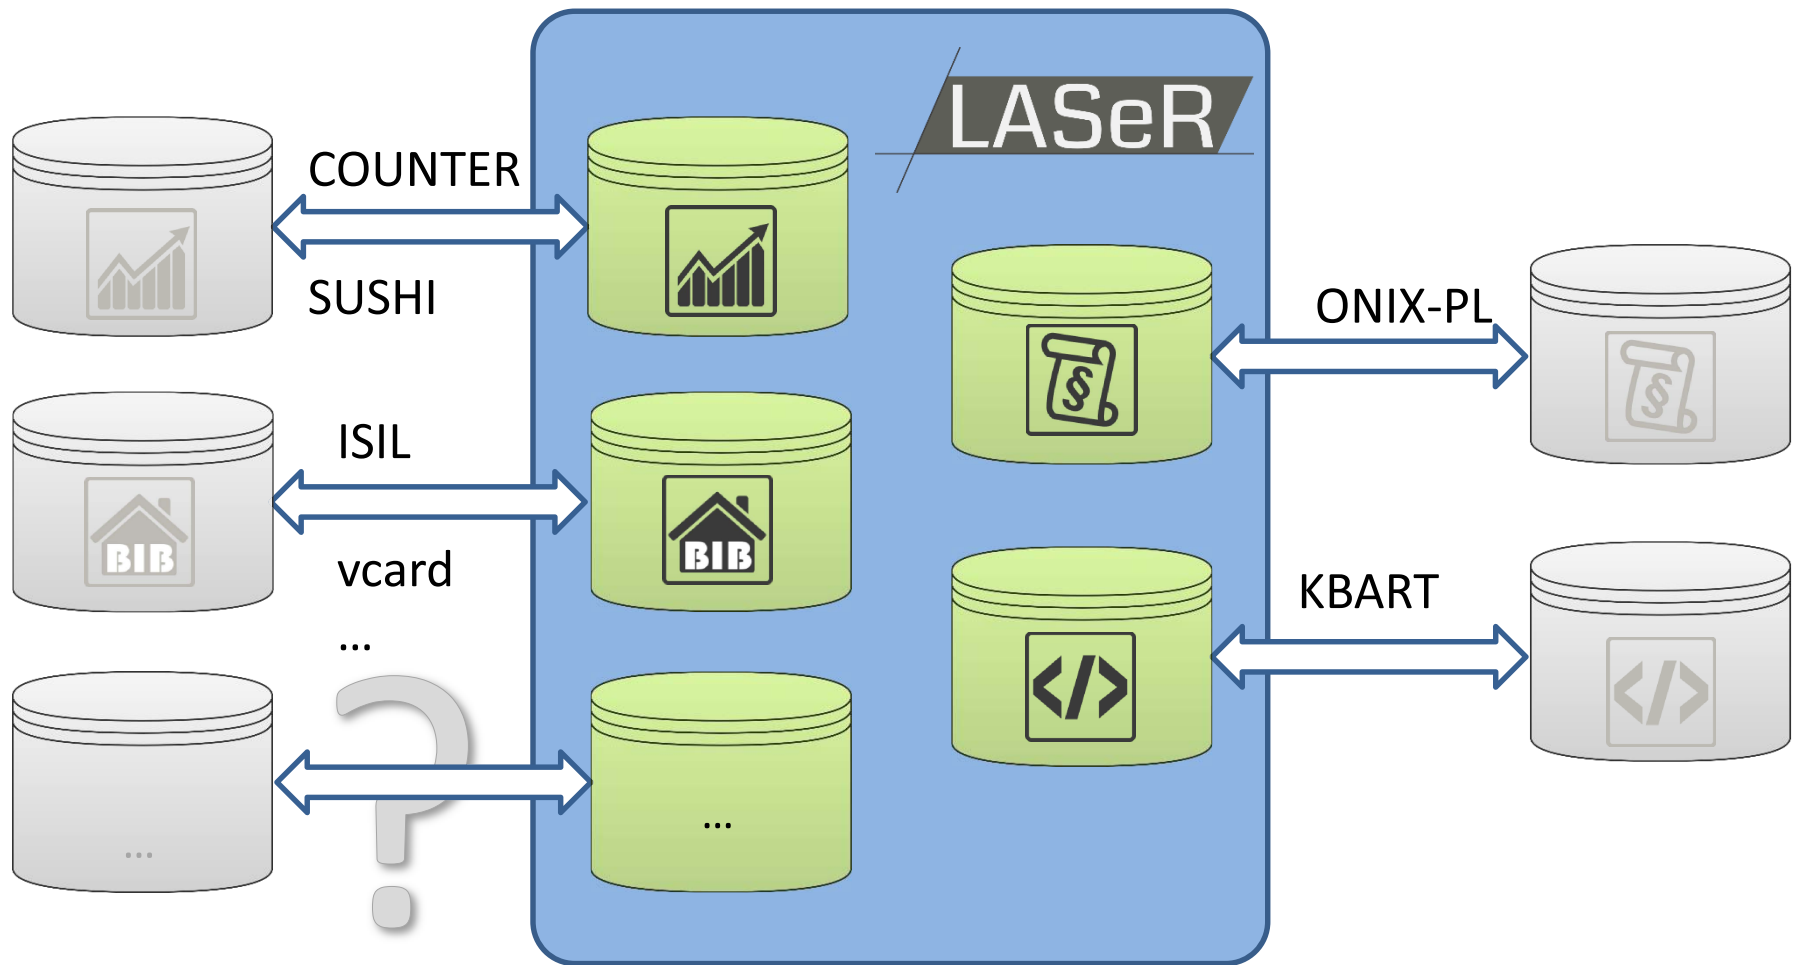 LASeR
COUNTER
SUSHI
ISIL
BIB
BIB
vcard
...
?
...
...
ONIX-PL
§
§
KBART
</>
</>